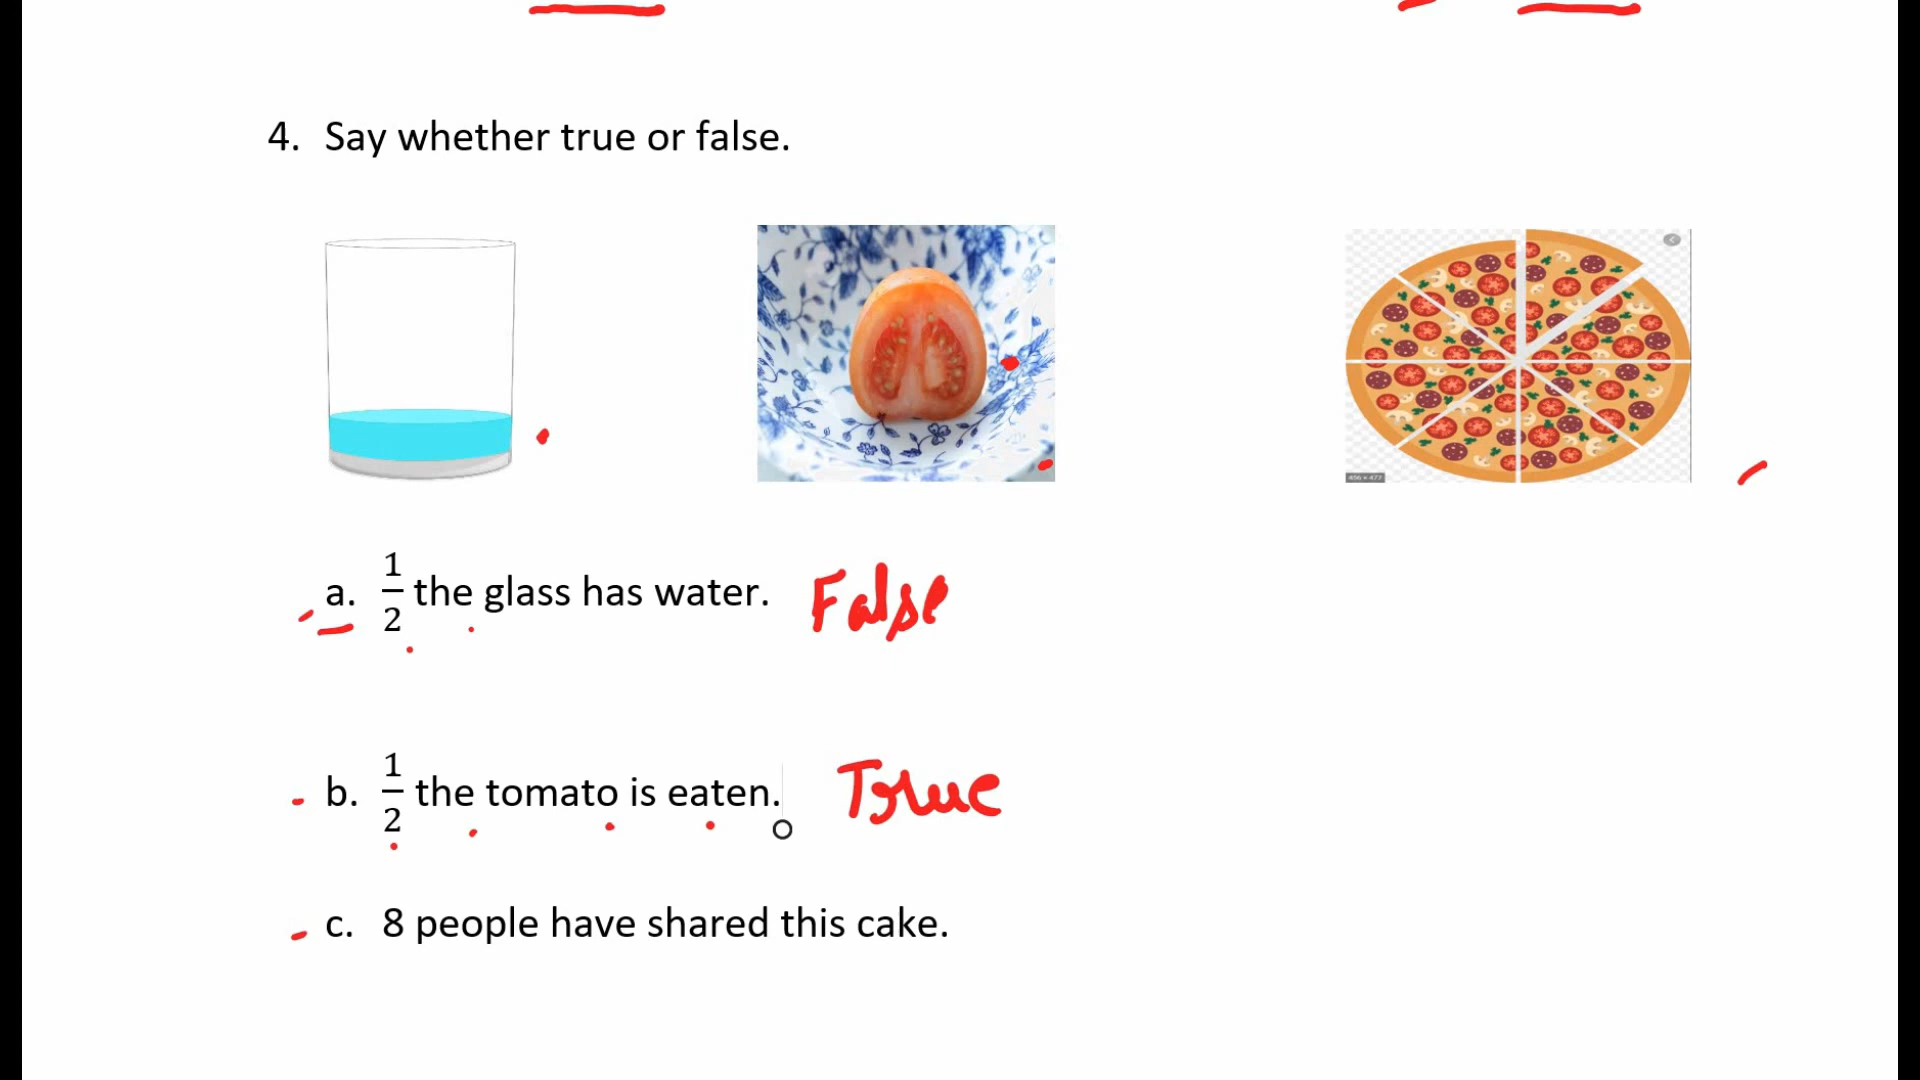 4. Say whether true or false.
a. 1/2 the glass has water. False
b. 1/2 the tomato is eaten. True
c. 8 people have shared this cake.